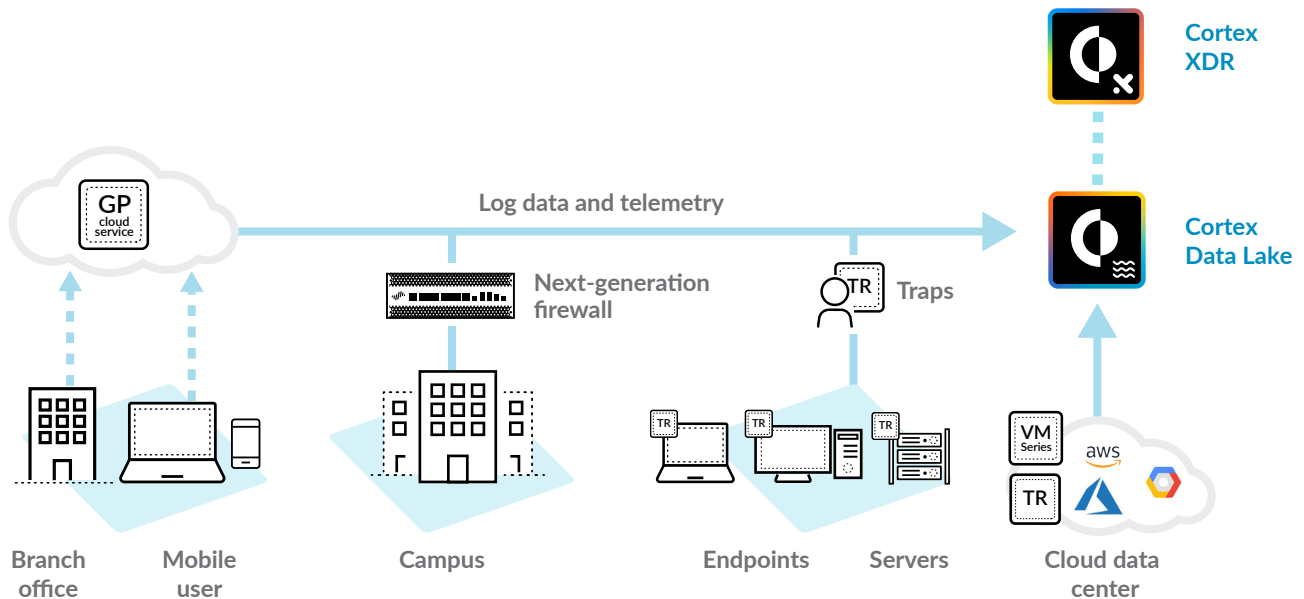 Cortex
XDR
GP
cloud
service
Log data and telemetry
Cortex
Data Lake
Next-generation
firewall
TR
Traps
TR
TR
TR
VM
Series
aws
TR
Branch
office
Mobile
user
Campus
Endpoints
Servers
Cloud data
center